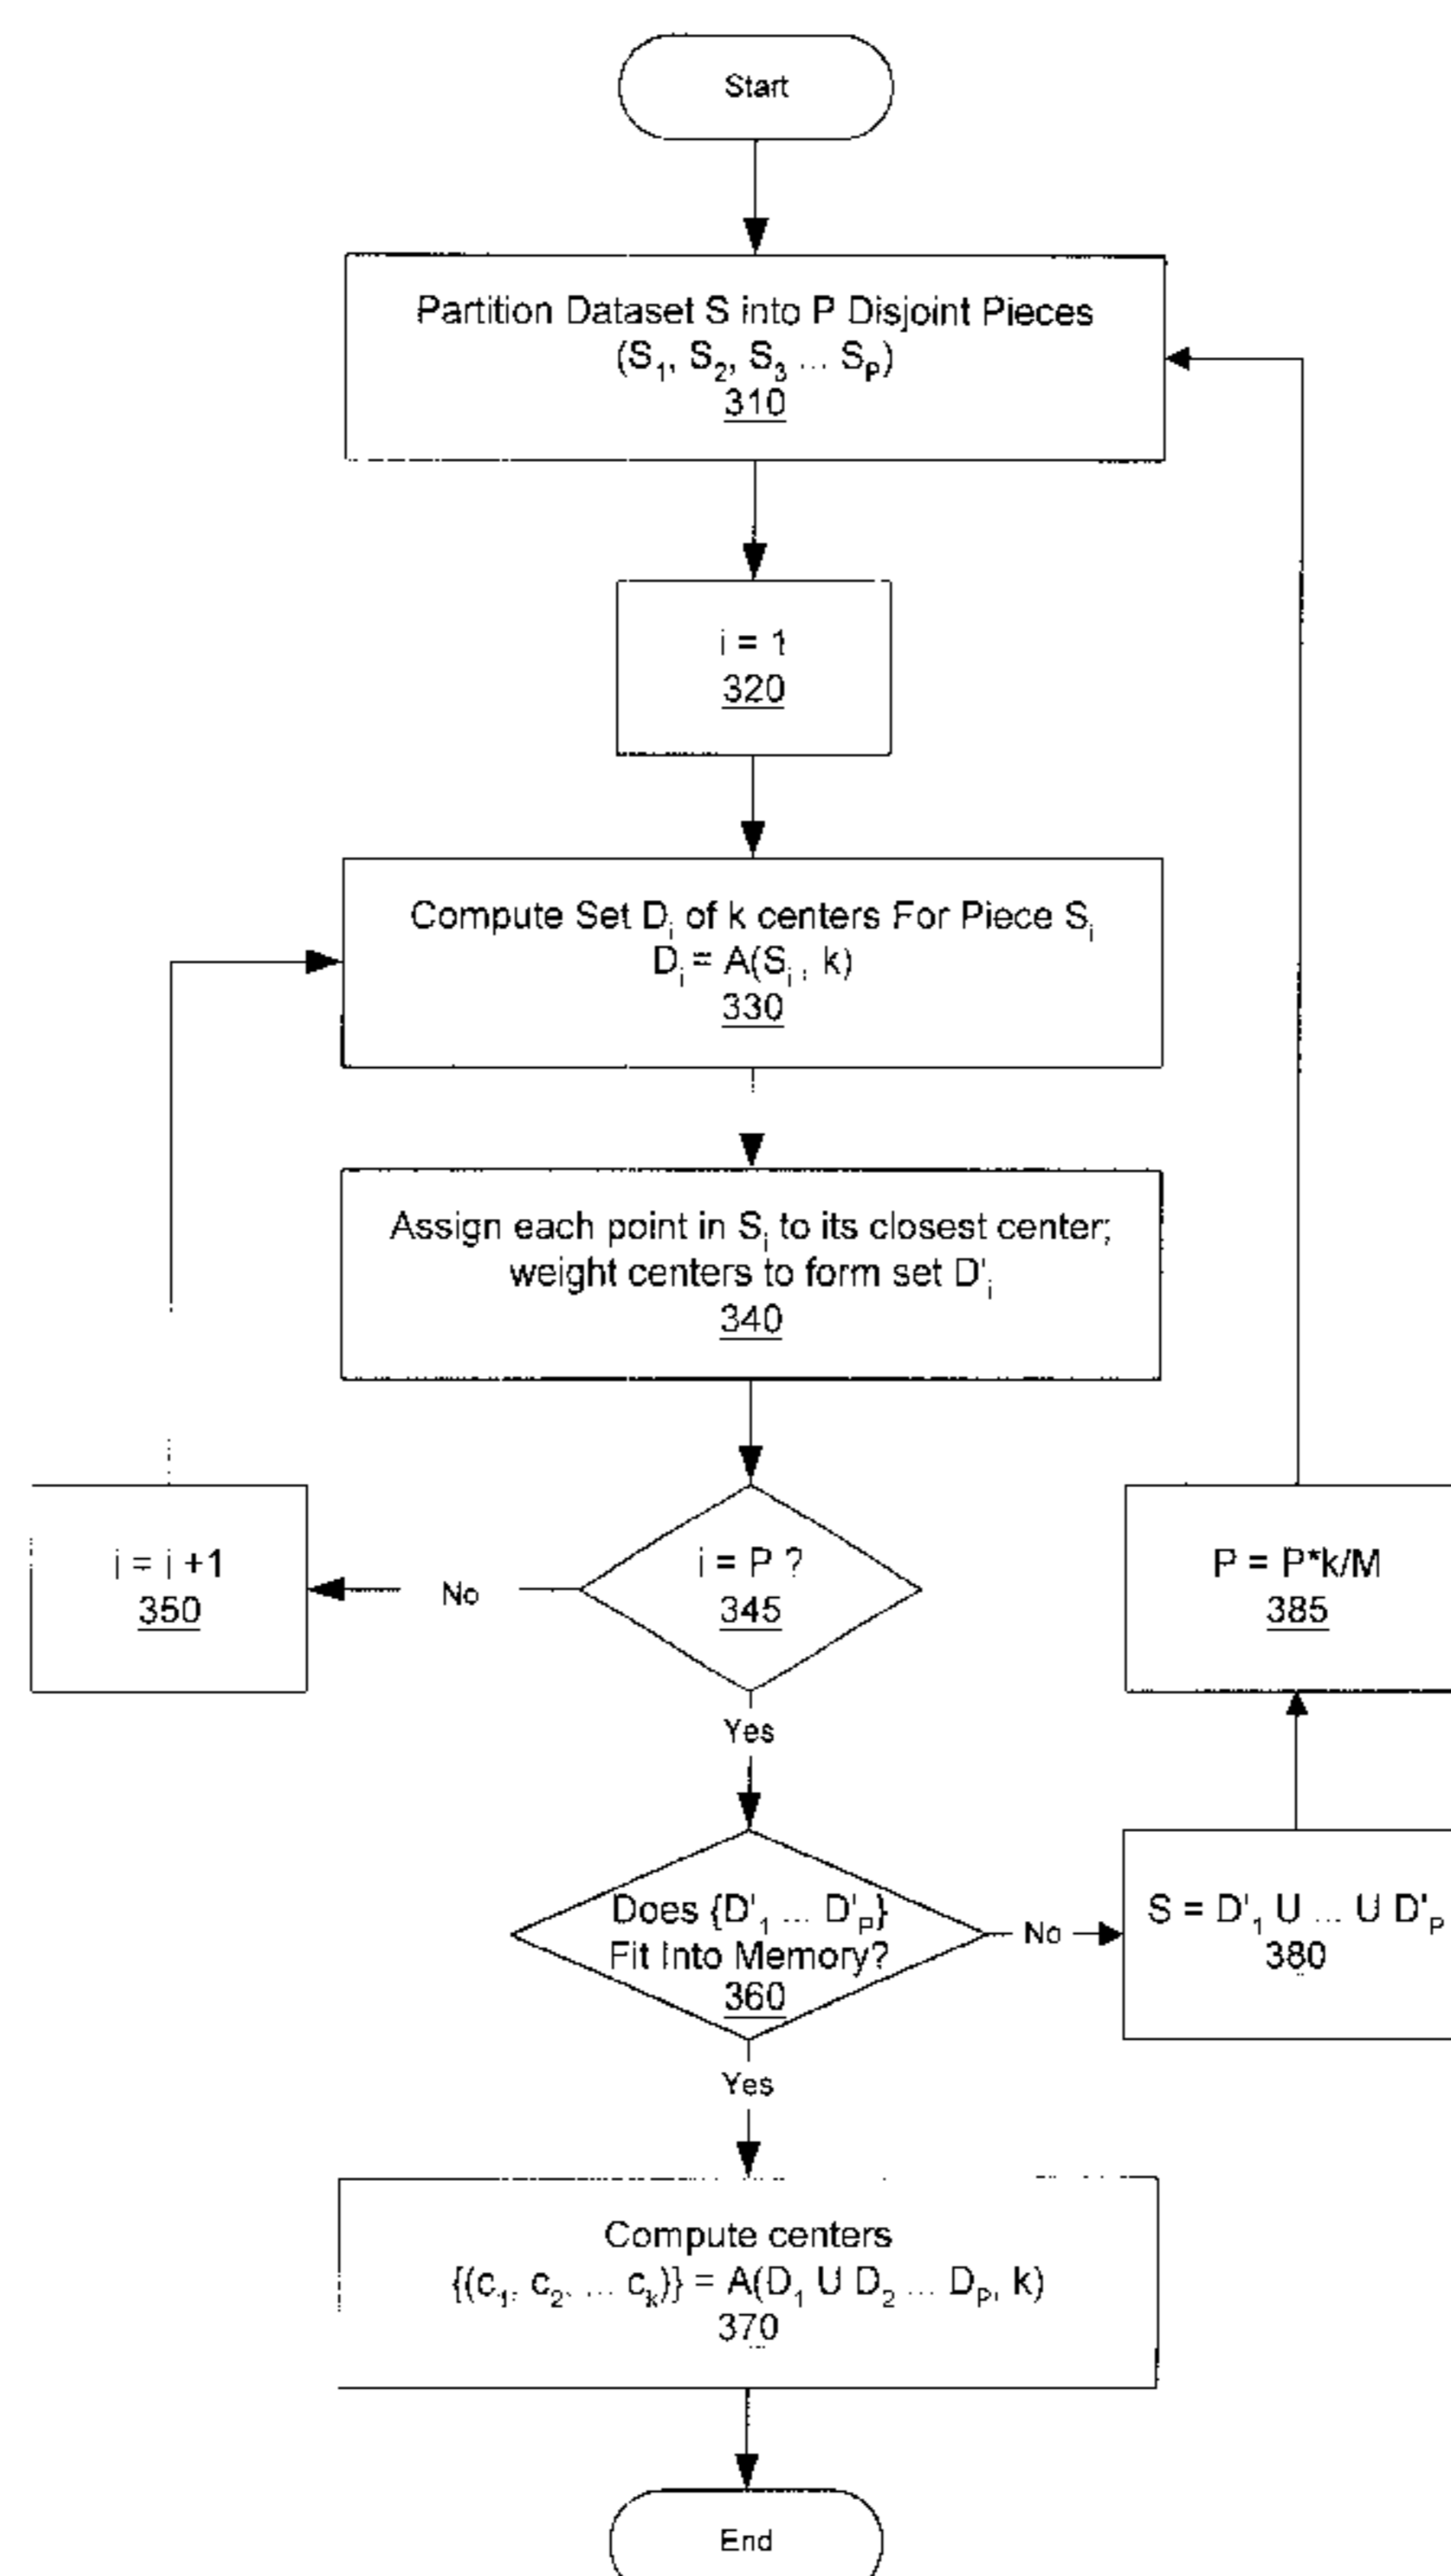 Start
Partition Dataset S into P Disjoint Pieces
(S₁, S₂, S₃ ... Sₚ)
310
i = 1
320
Compute Set Dᵢ of k centers For Piece Sᵢ
Dᵢ = A(Sᵢ , k)
330
Assign each point in Sᵢ to its closest center;
weight centers to form set D'ᵢ
340
i = i +1
350
No
i = P ?
345
P = P*k/M
385
Yes
Does {D'₁ ... D'ₚ}
Fit Into Memory?
360
No
S = D'₁ U ... U D'ₚ
380
Yes
Compute centers
{(c₁, c₂, ... cₖ)} = A(D₁ U D₂ ... Dₚ, k)
370
End